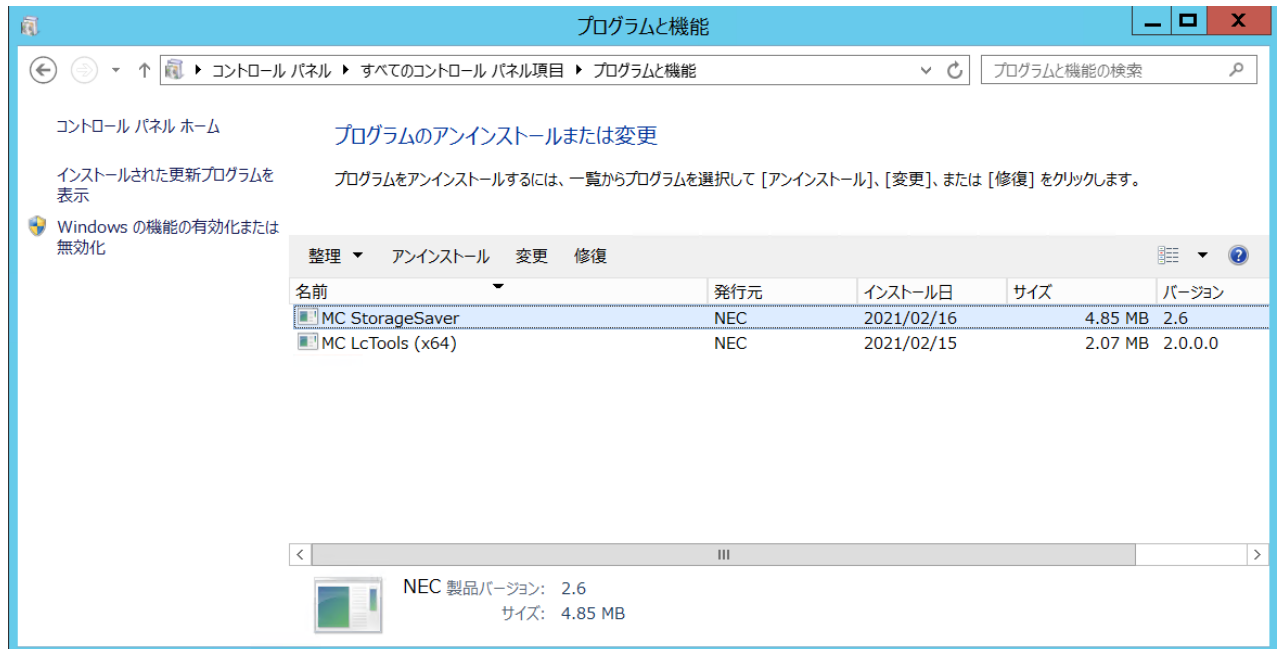 プログラムと機能
コントロール パネル すべてのコントロール パネル項目 プログラムと機能
プログラムと機能の検索
コントロール パネル ホーム
インストールされた更新プログラムを
表示
Windows の機能の有効化または
無効化
プログラムのアンインストールまたは変更
プログラムをアンインストールするには、一覧からプログラムを選択して [アンインストール]、[変更]、または [修復] をクリックします。
整理 アンインストール 変更 修復
名前 発行元 インストール日 サイズ バージョン
MC StorageSaver NEC 2021/02/16 4.85 MB 2.6
MC LcTools (x64) NEC 2021/02/15 2.07 MB 2.0.0.0
NEC 製品バージョン: 2.6
サイズ: 4.85 MB